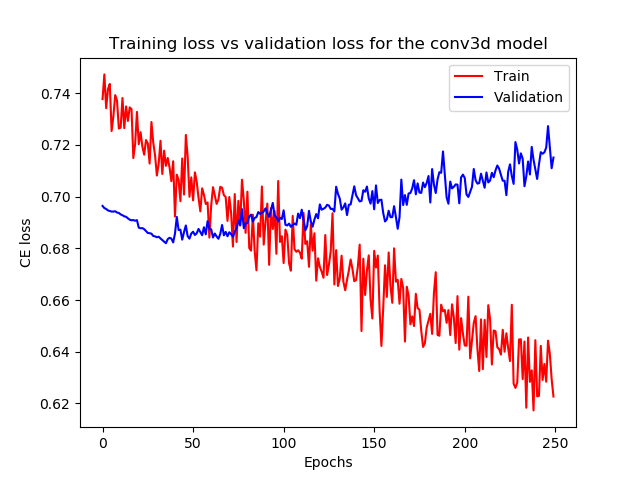 Training loss vs validation loss for the conv3d model
Train
Validation
CE loss
0.74
0.72
0.70
0.68
0.66
0.64
0.62
0
50
100
150
200
250
Epochs